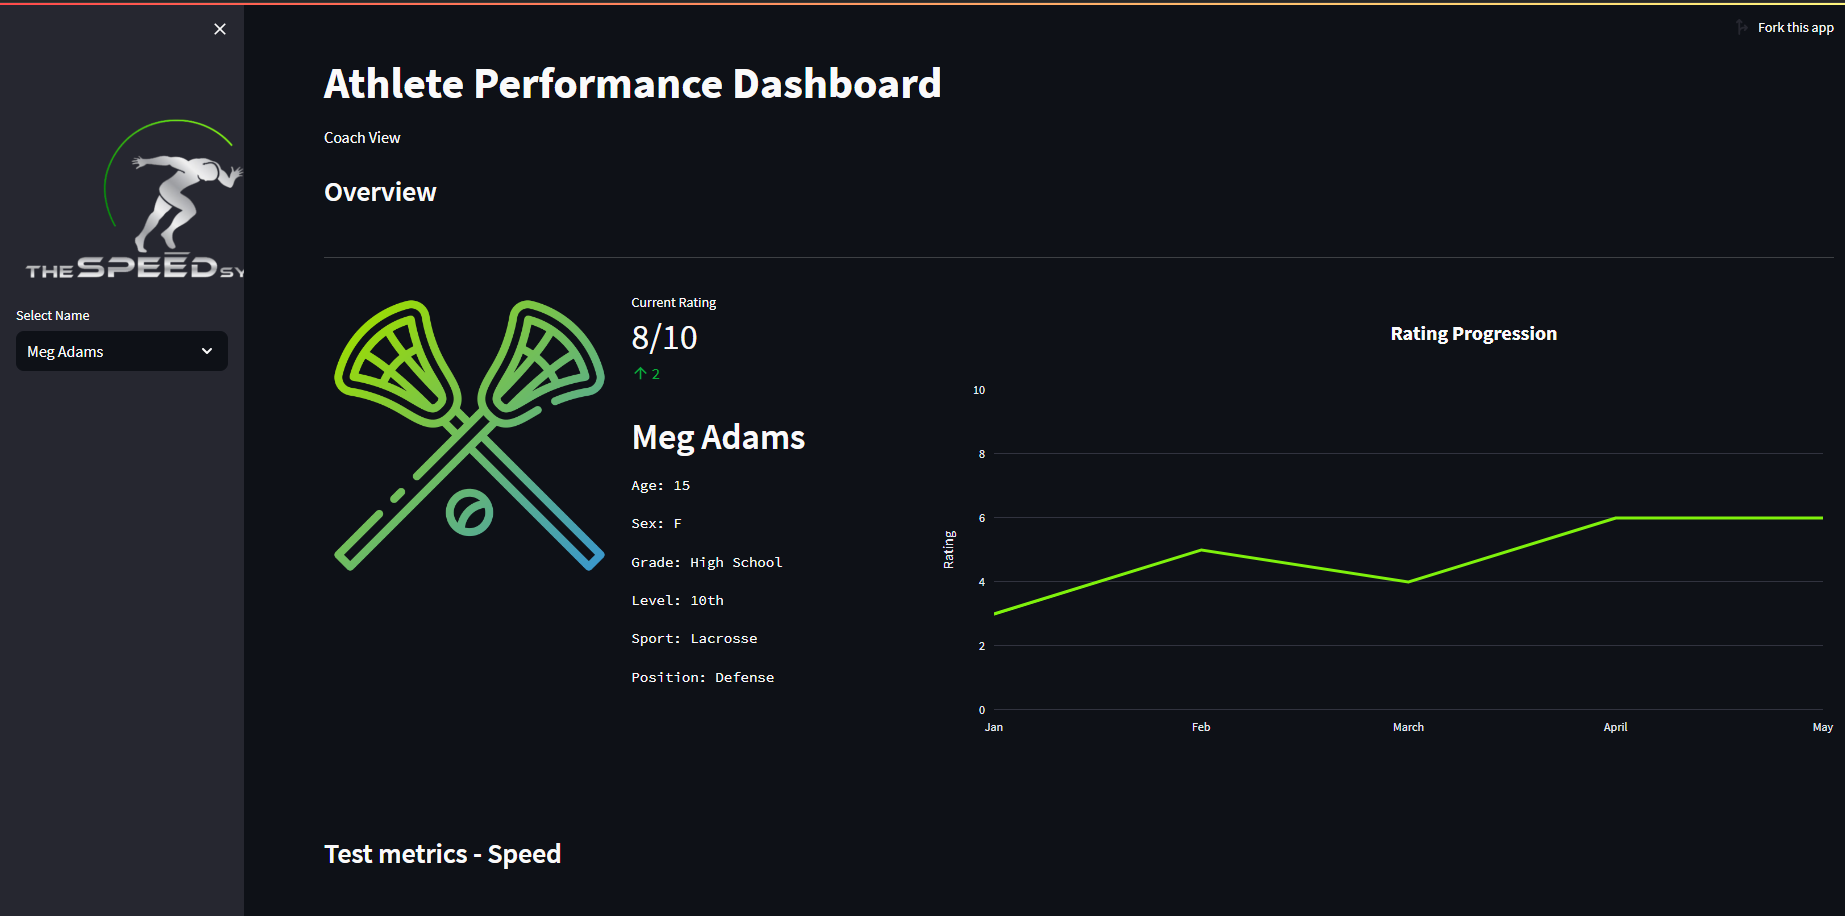 Fork this app
Athlete Performance Dashboard
Coach View
Overview
THE SPEED SY
Select Name
Meg Adams
Current Rating
8/10
2
Meg Adams
Age: 15
Sex: F
Grade: High School
Level: 10th
Sport: Lacrosse
Position: Defense
Rating Progression
10
8
6
4
2
0
Rating
Jan Feb March April May
Test metrics - Speed